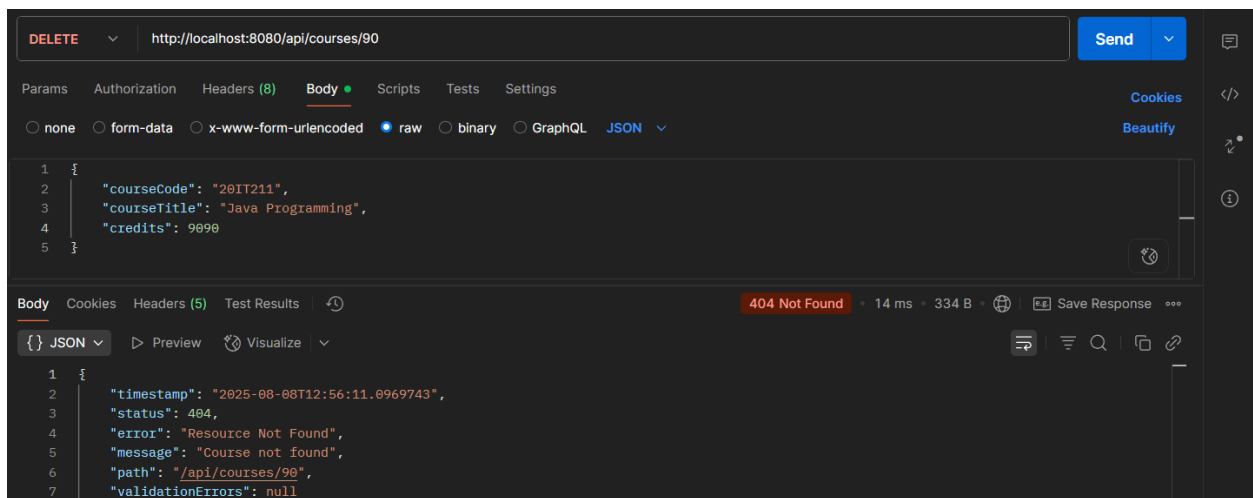 DELETE http://localhost:8080/api/courses/90 Send
Params Authorization Headers (8) Body Scripts Tests Settings Cookies
none form-data x-www-form-urlencoded raw binary GraphQL JSON Beautify
1 {
2 "courseCode": "20IT211",
3 "courseTitle": "Java Programming",
4 "credits": 9090
5 }
Body Cookies Headers (5) Test Results 404 Not Found 14 ms 334 B e.g. Save Response
{} JSON Preview Visualize
1 {
2 "timestamp": "2025-08-08T12:56:11.0969743",
3 "status": 404,
4 "error": "Resource Not Found",
5 "message": "Course not found",
6 "path": "/api/courses/90",
7 "validationErrors": null